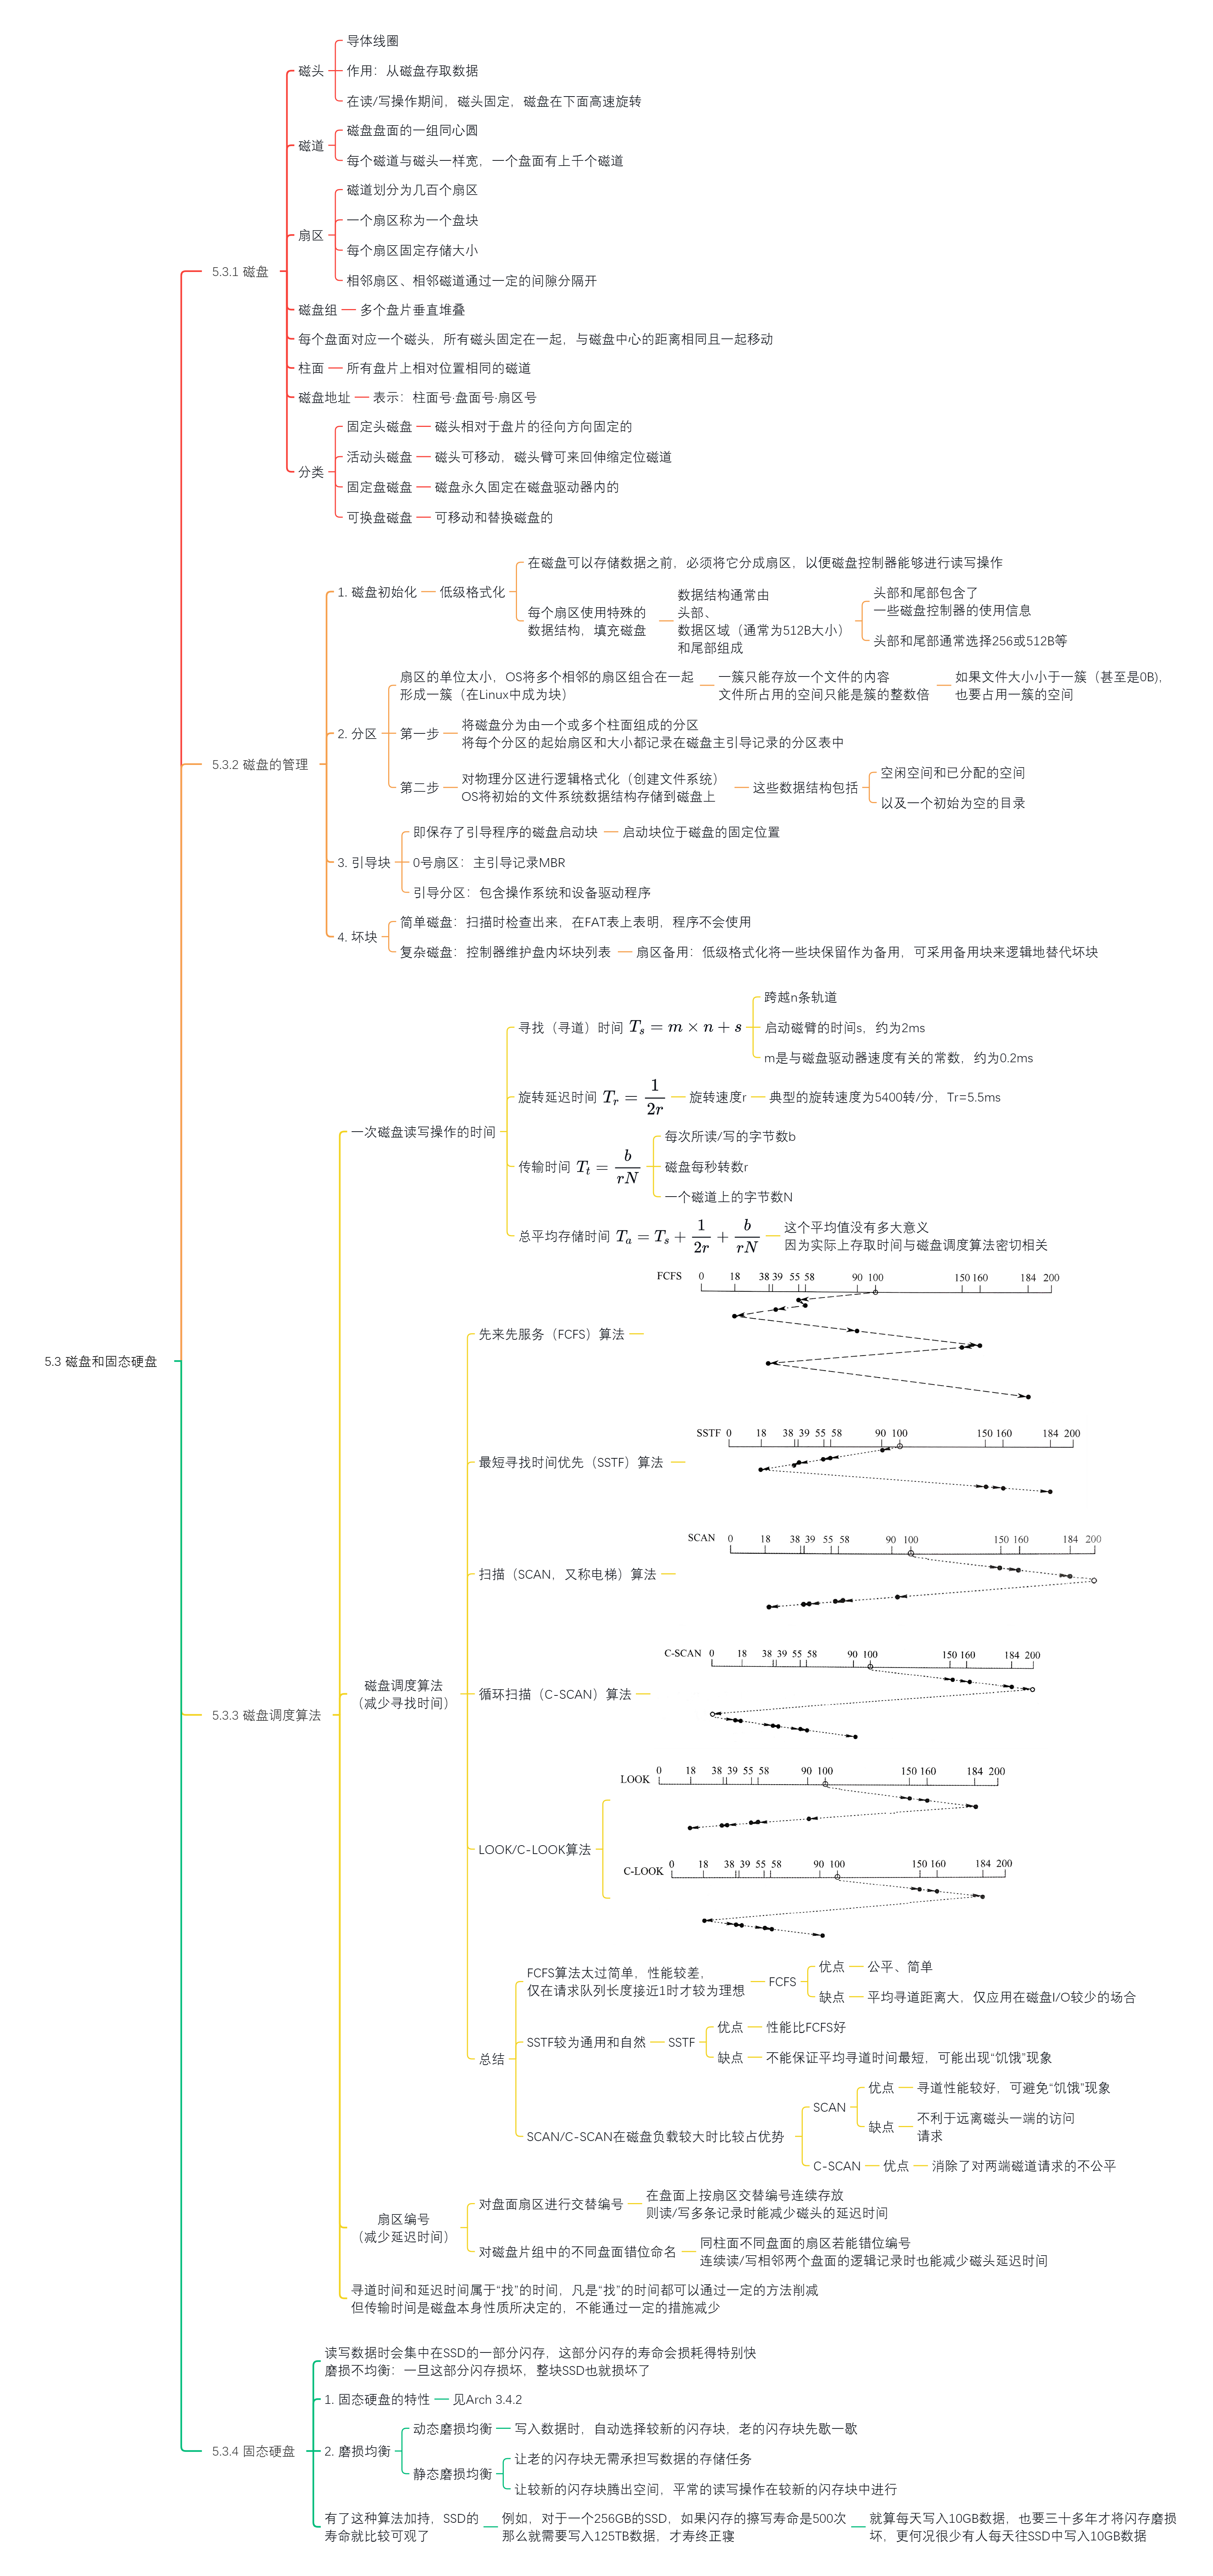 导体线圈
磁头
作用：从磁盘存取数据
在读/写操作期间，磁头固定，磁盘在下面高速旋转
磁盘盘面的一组同心圆
磁道
每个磁道与磁头一样宽，一个盘面有上千个磁道
磁道划分为几百个扇区
一个扇区称为一个盘块
扇区
每个扇区固定存储大小
5.3.1 磁盘
相邻扇区、相邻磁道通过一定的间隙分隔开
磁盘组
多个盘片垂直堆叠
每个盘面对应一个磁头，所有磁头固定在一起，与磁盘中心的距离相同且一起移动
柱面
所有盘片上相对位置相同的磁道
磁盘地址
表示：柱面号·盘面号·扇区号
固定头磁盘
磁头相对于盘片的径向方向固定的
活动头磁盘
磁头可移动，磁头臂可来回伸缩定位磁道
分类
固定盘磁盘
磁盘永久固定在磁盘驱动器内的
可换盘磁盘
可移动和替换磁盘的
在磁盘可以存储数据之前，必须将它分成扇区，以便磁盘控制器能够进行读写操作
1. 磁盘初始化
低级格式化
每个扇区使用特殊的
数据结构，填充磁盘
数据结构通常由
头部、
数据区域（通常为512B大小）
和尾部组成
头部和尾部包含了
一些磁盘控制器的使用信息
头部和尾部通常选择256或512B等
扇区的单位太小，OS将多个相邻的扇区组合在一起
形成一簇（在Linux中成为块）
一簇只能存放一个文件的内容
文件所占用的空间只能是簇的整数倍
如果文件大小小于一簇（甚至是0B),
也要占用一簇的空间
2. 分区
第一步
将磁盘分为由一个或多个柱面组成的分区
将每个分区的起始扇区和大小都记录在磁盘主引导记录的分区表中
5.3.2 磁盘的管理
第二步
对物理分区进行逻辑格式化（创建文件系统）
OS将初始的文件系统数据结构存储到磁盘上
这些数据结构包括
空闲空间和已分配的空间
以及一个初始为空的目录
即保存了引导程序的磁盘启动块
启动块位于磁盘的固定位置
3. 引导块
0号扇区：主引导记录MBR
引导分区：包含操作系统和设备驱动程序
简单磁盘：扫描时检查出来，在FAT表上表明，程序不会使用
4. 坏块
复杂磁盘：控制器维护盘内坏块列表
扇区备用：低级格式化将一些块保留作为备用，可采用备用块来逻辑地替代坏块
跨越n条轨道
寻找（寻道）时间 T_s = m × n + s
启动磁臂的时间s，约为2ms
m是与磁盘驱动器速度有关的常数，约为0.2ms
旋转延迟时间 T_r = 1/2r
旋转速度r
典型的旋转速度为5400转/分，Tr=5.5ms
一次磁盘读写操作的时间
每次所读/写的字节数b
传输时间 T_t = b/rN
磁盘每秒转数r
一个磁道上的字节数N
总平均存储时间 T_a = T_s + 1/2r + b/rN
这个平均值没有多大意义
因为实际上存取时间与磁盘调度算法密切相关
FCFS 0 18 38 39 55 58 90 100 150 160 184 200
先来先服务（FCFS）算法
5.3 磁盘和固态硬盘
SSTF 0 18 38 39 55 58 90 100 150 160 184 200
最短寻找时间优先（SSTF）算法
SCAN 0 18 38 39 55 58 90 100 150 160 184 200
扫描（SCAN，又称电梯）算法
C-SCAN 0 18 38 39 55 58 90 100 150 160 184 200
磁盘调度算法
（减少寻找时间）
循环扫描（C-SCAN）算法
5.3.3 磁盘调度算法
LOOK 0 18 38 39 55 58 90 100 150 160 184 200
LOOK/C-LOOK算法
C-LOOK 0 18 38 39 55 58 90 100 150 160 184 200
FCFS算法太过简单，性能较差，
仅在请求队列长度接近1时才较为理想
FCFS
优点
公平、简单
缺点
平均寻道距离大，仅应用在磁盘I/O较少的场合
SSTF较为通用和自然
SSTF
优点
性能比FCFS好
缺点
不能保证平均寻道时间最短，可能出现“饥饿”现象
总结
SCAN/C-SCAN在磁盘负载较大时比较占优势
SCAN
优点
寻道性能较好，可避免“饥饿”现象
缺点
不利于远离磁头一端的访问
请求
C-SCAN
优点
消除了对两端磁道请求的不公平
扇区编号
（减少延迟时间）
对盘面扇区进行交替编号
在盘面上按扇区交替编号连续存放
则读/写多条记录时能减少磁头的延迟时间
对磁盘片组中的不同盘面错位命名
同柱面不同盘面的扇区若能错位编号
连续读/写相邻两个盘面的逻辑记录时也能减少磁头延迟时间
寻道时间和延迟时间属于“找”的时间，凡是“找”的时间都可以通过一定的方法削减
但传输时间是磁盘本身性质所决定的，不能通过一定的措施减少
读写数据时会集中在SSD的一部分闪存，这部分闪存的寿命会损耗得特别快
磨损不均衡：一旦这部分闪存损坏，整块SSD也就损坏了
1. 固态硬盘的特性
见Arch 3.4.2
5.3.4 固态硬盘
2. 磨损均衡
动态磨损均衡
写入数据时，自动选择较新的闪存块，老的闪存块先歇一歇
静态磨损均衡
让老的闪存块无需承担写数据的存储任务
让较新的闪存块腾出空间，平常的读写操作在较新的闪存块中进行
有了这种算法加持，SSD的
寿命就比较可观了
例如，对于一个256GB的SSD，如果闪存的擦写寿命是500次
那么就需要写入125TB数据，才寿终正寝
就算每天写入10GB数据，也要三十多年才将闪存磨损
坏，更何况很少有人每天往SSD中写入10GB数据